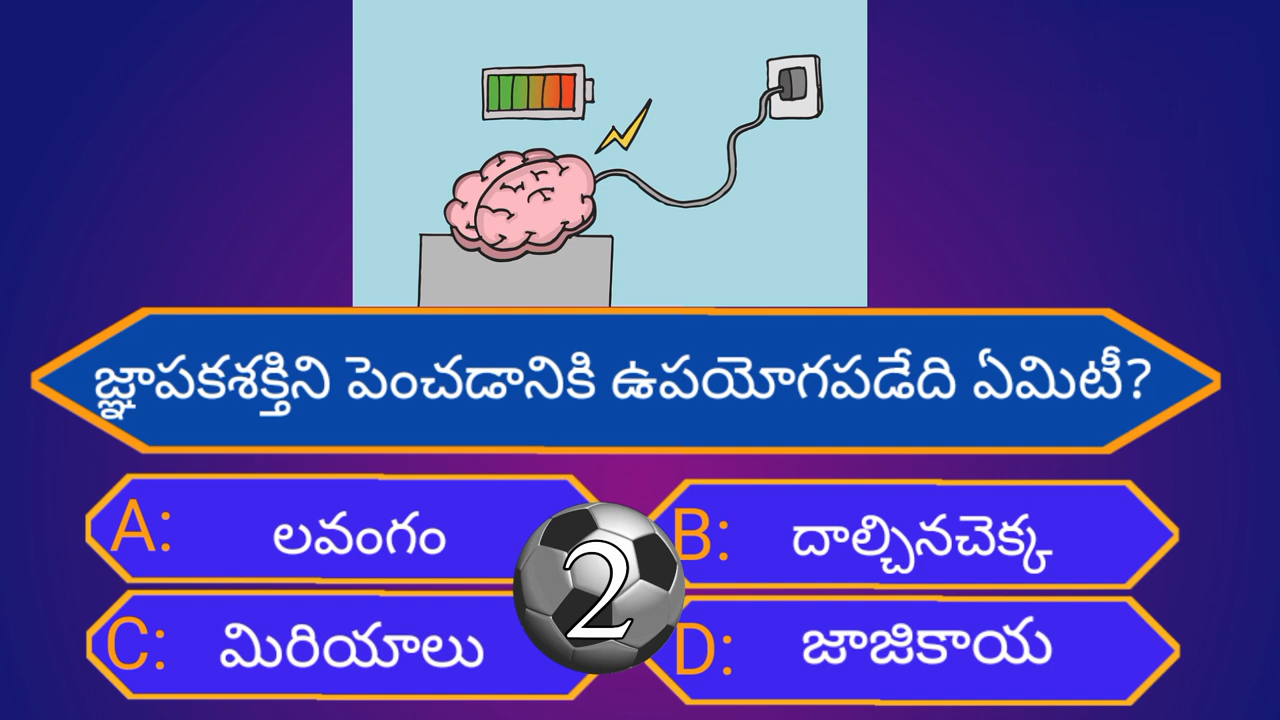 జ్ఞాపకశక్తిని పెంచడానికి ఉపయోగపడేది ఏమిటీ?
A: లవంగం
B: దాల్చినచెక్క
2
C: మిరియాలు
D: జాజికాయ